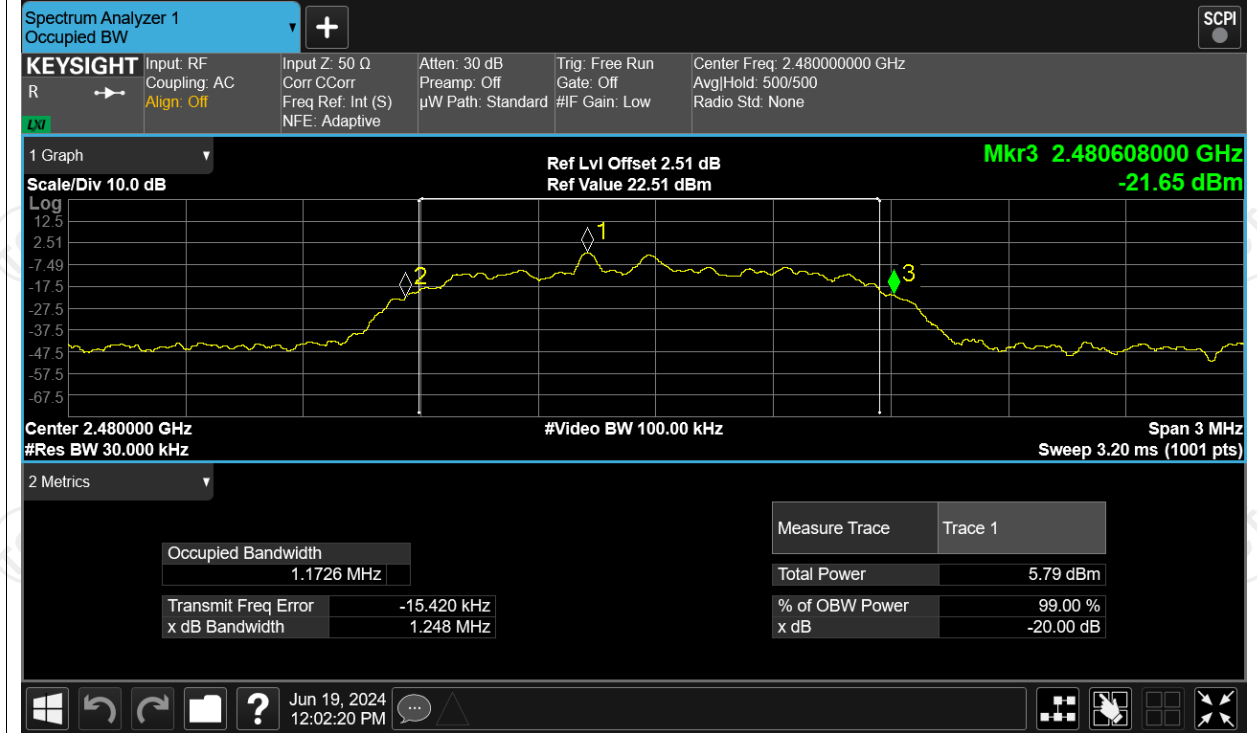 Spectrum Analyzer 1
Occupied BW
SCPI
KEYSIGHT
R
LXI
Input: RF
Coupling: AC
Align: Off
Input Z: 50 Ω
Corr CCorr
Freq Ref: Int (S)
NFE: Adaptive
Atten: 30 dB
Preamp: Off
µW Path: Standard
Trig: Free Run
Gate: Off
#IF Gain: Low
Center Freq: 2.480000000 GHz
Avg|Hold: 500/500
Radio Std: None
1 Graph
Scale/Div 10.0 dB
Ref Lvl Offset 2.51 dB
Ref Value 22.51 dBm
Mkr3 2.480608000 GHz
-21.65 dBm
Log
12.5
2.51
-7.49
-17.5
-27.5
-37.5
-47.5
-57.5
-67.5
1
2
3
Center 2.480000 GHz
#Video BW 100.00 kHz
Span 3 MHz
#Res BW 30.000 kHz
Sweep 3.20 ms (1001 pts)
2 Metrics
Measure Trace Trace 1
Occupied Bandwidth
1.1726 MHz
Total Power 5.79 dBm
Transmit Freq Error -15.420 kHz
% of OBW Power 99.00 %
x dB Bandwidth 1.248 MHz
x dB -20.00 dB
?
Jun 19, 2024
12:02:20 PM